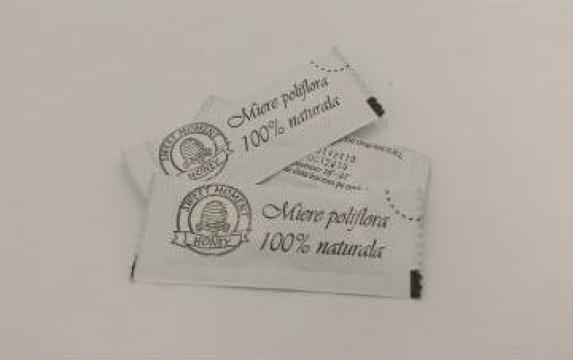 Miere poliflora
100% naturala
SWEET MOMENT
HONEY
SWEET MOMENT
HONEY
Miere poliflora
100% naturala